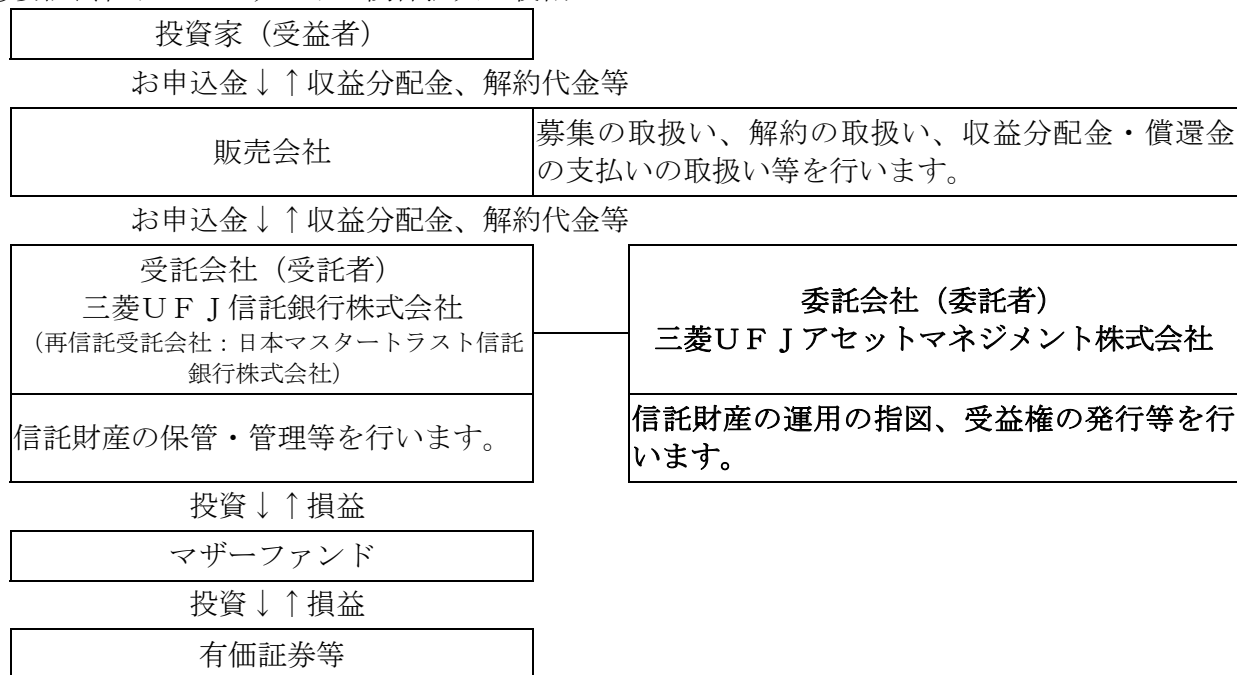 投資家（受益者）
お申込金↓↑収益分配金、解約代金等
販売会社
募集の取扱い、解約の取扱い、収益分配金・償還金
の支払いの取扱い等を行います。
お申込金↓↑収益分配金、解約代金等
受託会社（受託者）
三菱ＵＦＪ信託銀行株式会社
（再信託受託会社：日本マスタートラスト信託
銀行株式会社）
委託会社（委託者）
三菱ＵＦＪアセットマネジメント株式会社
信託財産の保管・管理等を行います。
信託財産の運用の指図、受益権の発行等を行
います。
投資↓↑損益
マザーファンド
投資↓↑損益
有価証券等